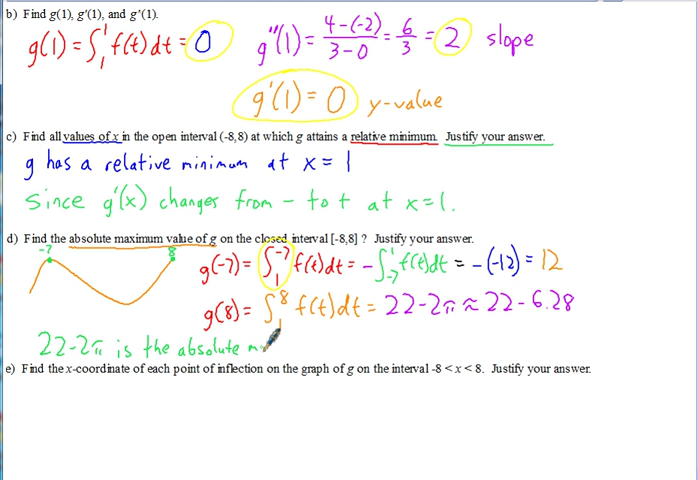 b) Find g(1), g'(1), and g"(1).
g(1) = ∫₁¹ f(t) dt = 0
g"(1) = 4-(-2)/3-0 = 6/3 = 2 slope
g'(1) = 0 y-value
c) Find all values of x in the open interval (-8,8) at which g attains a relative minimum. Justify your answer.
g has a relative minimum at x = 1
Since g'(x) changes from - to + at x=1.
d) Find the absolute maximum value of g on the closed interval [-8,8] ? Justify your answer.
-7 8
g(-7) = ∫₁⁻⁷ f(t)dt = -∫₋₇¹ f(t)dt = -(-12) = 12
g(8) = ∫₁⁸ f(t)dt = 22-2π ≈ 22-6.28
22-2π is the absolute m
e) Find the x-coordinate of each point of inflection on the graph of g on the interval -8 < x < 8. Justify your answer.